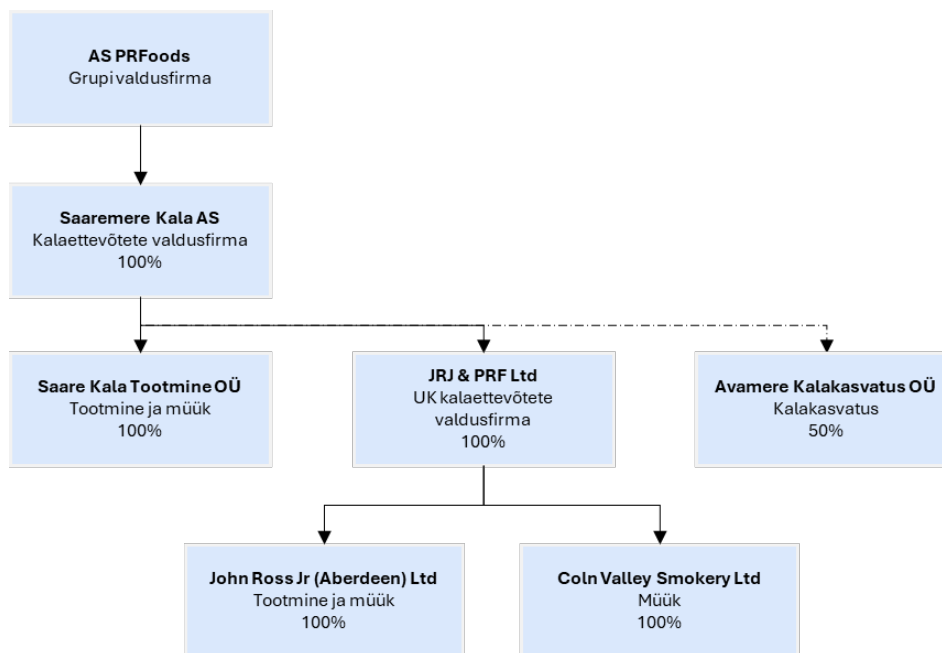 AS PRFoods
Grupi valdusfirma
Saaremere Kala AS
Kalaettevõtete valdusfirma
100%
Saare Kala Tootmine OÜ
Tootmine ja müük
100%
JRJ & PRF Ltd
UK kalaettevõtete
valdusfirma
100%
Avamere Kalakasvatus OÜ
Kalakasvatus
50%
John Ross Jr (Aberdeen) Ltd
Tootmine ja müük
100%
Coln Valley Smokery Ltd
Müük
100%